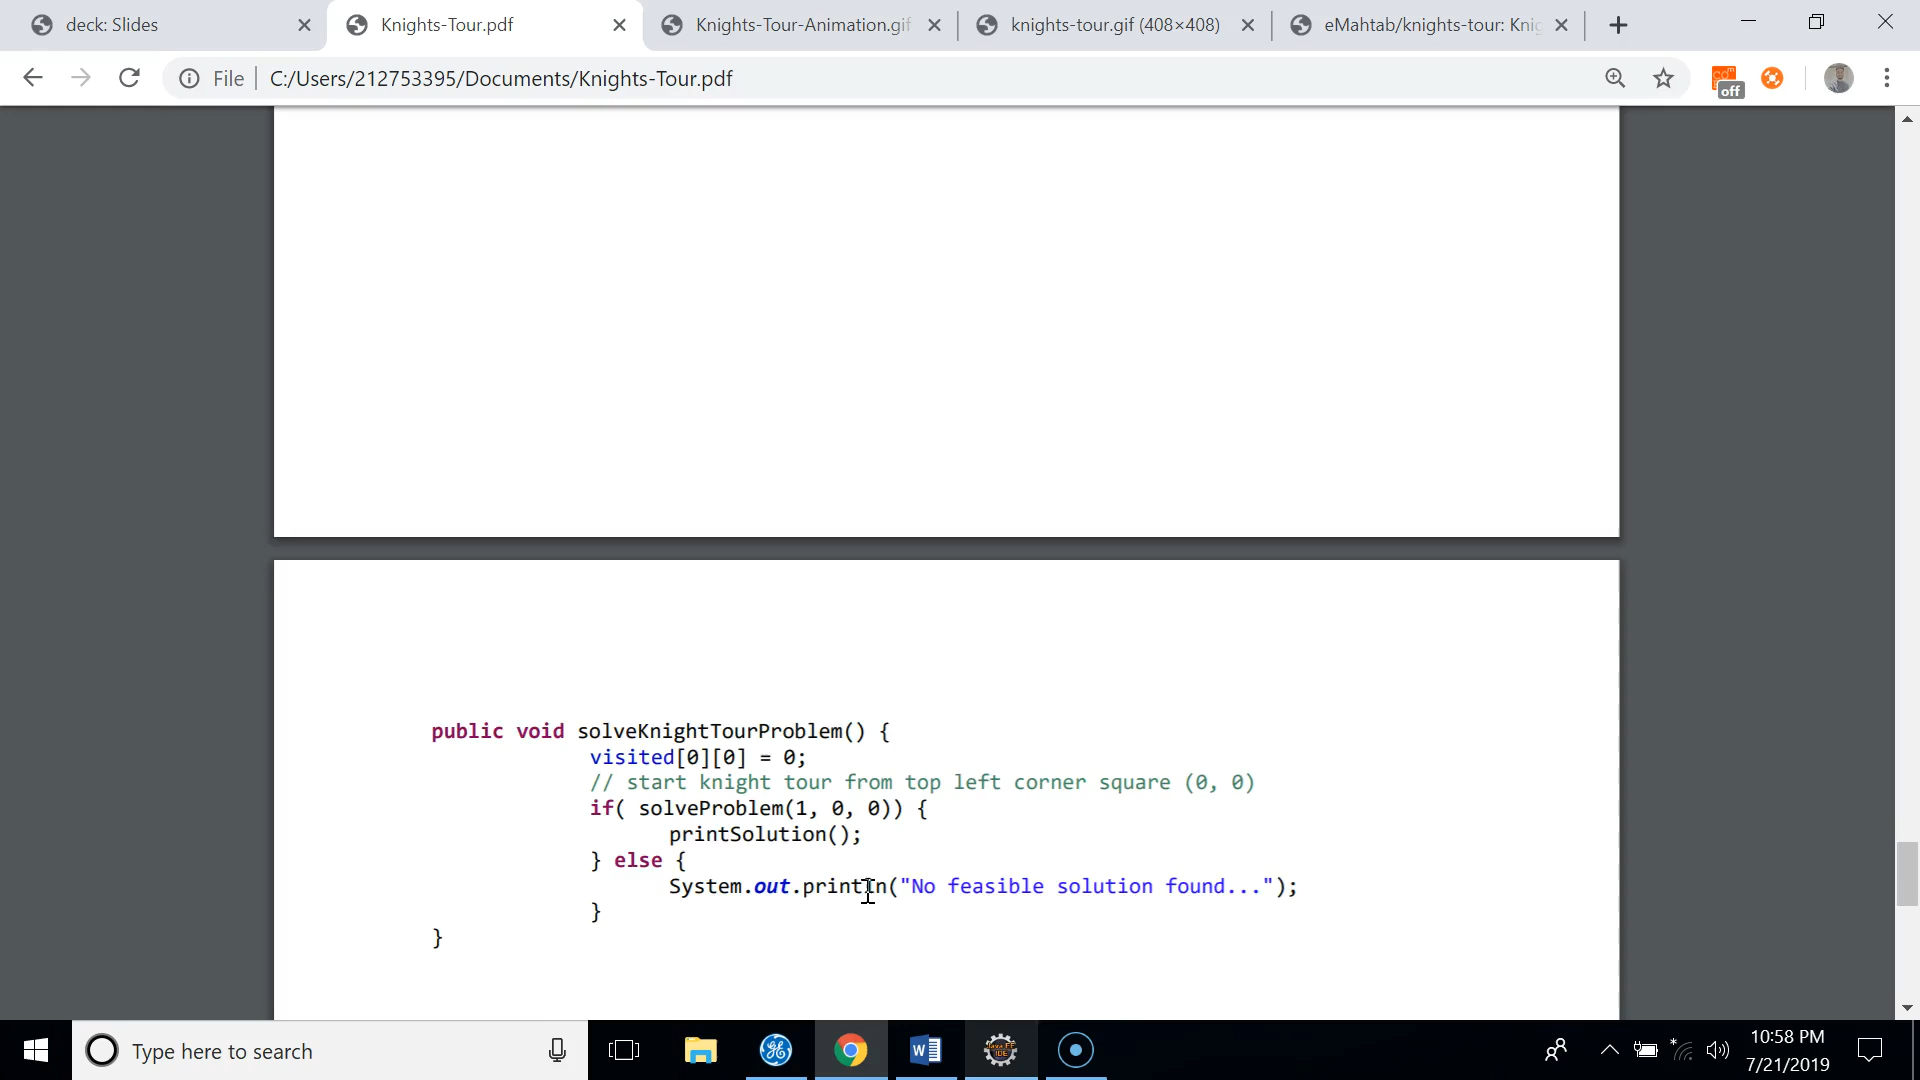 deck: Slides
Knights-Tour.pdf
Knights-Tour-Animation.gif
knights-tour.gif (408×408)
eMahtab/knights-tour: Knig
File
C:/Users/212753395/Documents/Knights-Tour.pdf
off
public void solveKnightTourProblem() {
visited[0][0] = 0;
// start knight tour from top left corner square (0, 0)
if( solveProblem(1, 0, 0)) {
printSolution();
} else {
System.out.println("No feasible solution found...");
}
}
Type here to search
10:58 PM
7/21/2019